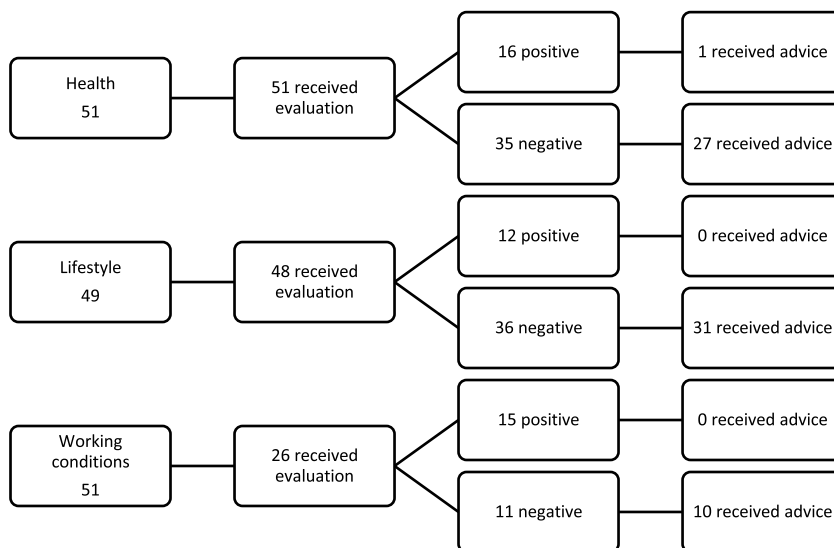 Health
51
51 received
evaluation
16 positive
1 received advice
35 negative
27 received advice
Lifestyle
49
48 received
evaluation
12 positive
0 received advice
36 negative
31 received advice
Working
conditions
51
26 received
evaluation
15 positive
0 received advice
11 negative
10 received advice